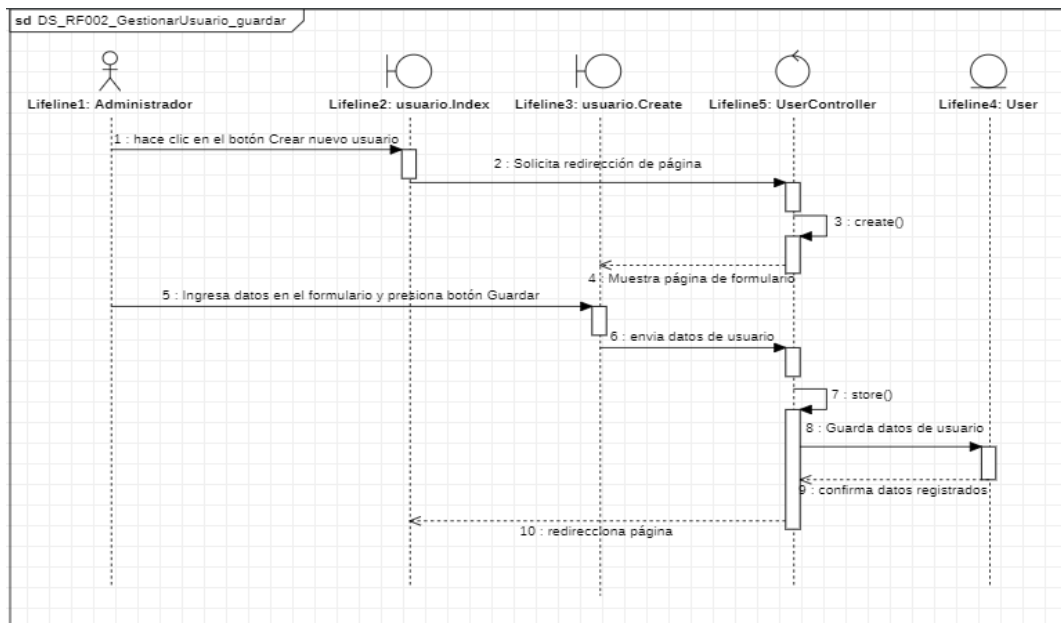 sd DS_RF002_GestionarUsuario_guardar
Lifeline1: Administrador
Lifeline2: usuario.Index
Lifeline3: usuario.Create
Lifeline5: UserController
Lifeline4: User
1 : hace clic en el botón Crear nuevo usuario
2 : Solicita redirección de página
3 : create()
4 : Muestra página de formulario
5 : Ingresa datos en el formulario y presiona botón Guardar
6 : envia datos de usuario
7 : store()
8 : Guarda datos de usuario
9 : confirma datos registrados
10 : redirecciona página